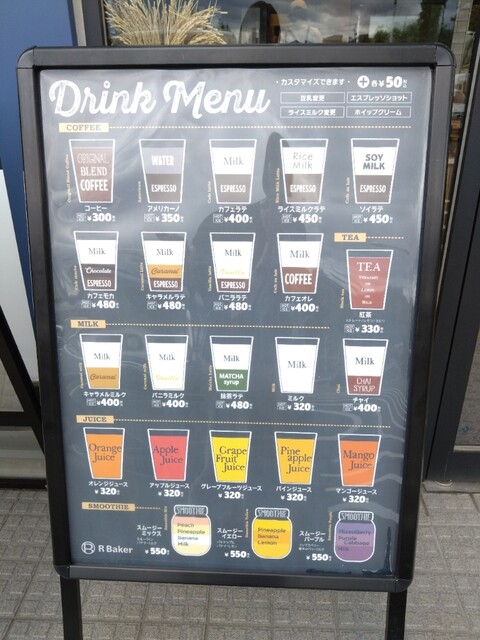 Drink Menu
カスタマイズできます
各¥50
豆乳変更
エスプレッソショット
ライスミルク変更
ホイップクリーム
COFFEE
ORIGINAL
BLEND
COFFEE
コーヒー
¥300
WATER
ESPRESSO
アメリカーノ
¥350
Milk
ESPRESSO
カフェラテ
¥400
Rice
Milk
ESPRESSO
ライスミルクラテ
¥450
SOY
MILK
ESPRESSO
ソイラテ
¥450
Milk
Chocolate
ESPRESSO
カフェモカ
¥480
Milk
Caramel
ESPRESSO
キャラメルラテ
¥480
Milk
Vanilla
ESPRESSO
バニララテ
¥480
Milk
COFFEE
カフェオレ
¥400
TEA
TEA
紅茶
¥330
MILK
Milk
Caramel
キャラメルミルク
¥400
Milk
Vanilla
バニラミルク
¥400
Milk
MATCHA
syrup
抹茶ラテ
¥480
Milk
ミルク
¥320
Milk
CHAI
SYRUP
チャイ
¥400
JUICE
Orange
Juice
オレンジジュース
¥320
Apple
Juice
アップルジュース
¥320
Grape
Fruit
Juice
グレープフルーツジュース
¥320
Pine
apple
Juice
パインジュース
¥320
Mango
Juice
マンゴージュース
¥320
SMOOTHIE
スムージー
ミックス
¥550
SMOOTHIE
Peach
Pineapple
Banana
Milk
スムージー
イエロー
¥550
SMOOTHIE
Pineapple
Banana
Lemon
スムージー
パープル
¥550
SMOOTHIE
Purple
Cabbage
Milk
R Baker